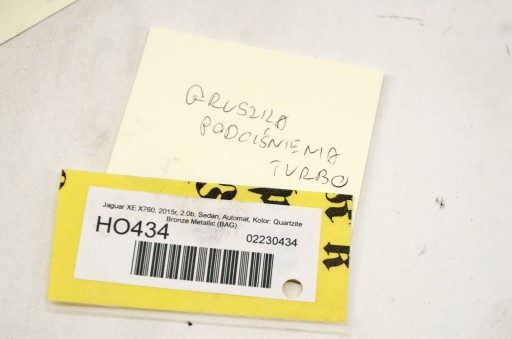 GRUSZKA
PODCIŚNIENIA
TURBO
Jaguar XE X760, 2015r, 2.0b, Sedan, Automat, Kolor: Quartzite
Bronze Metallic (BAG)
HO434
02230434